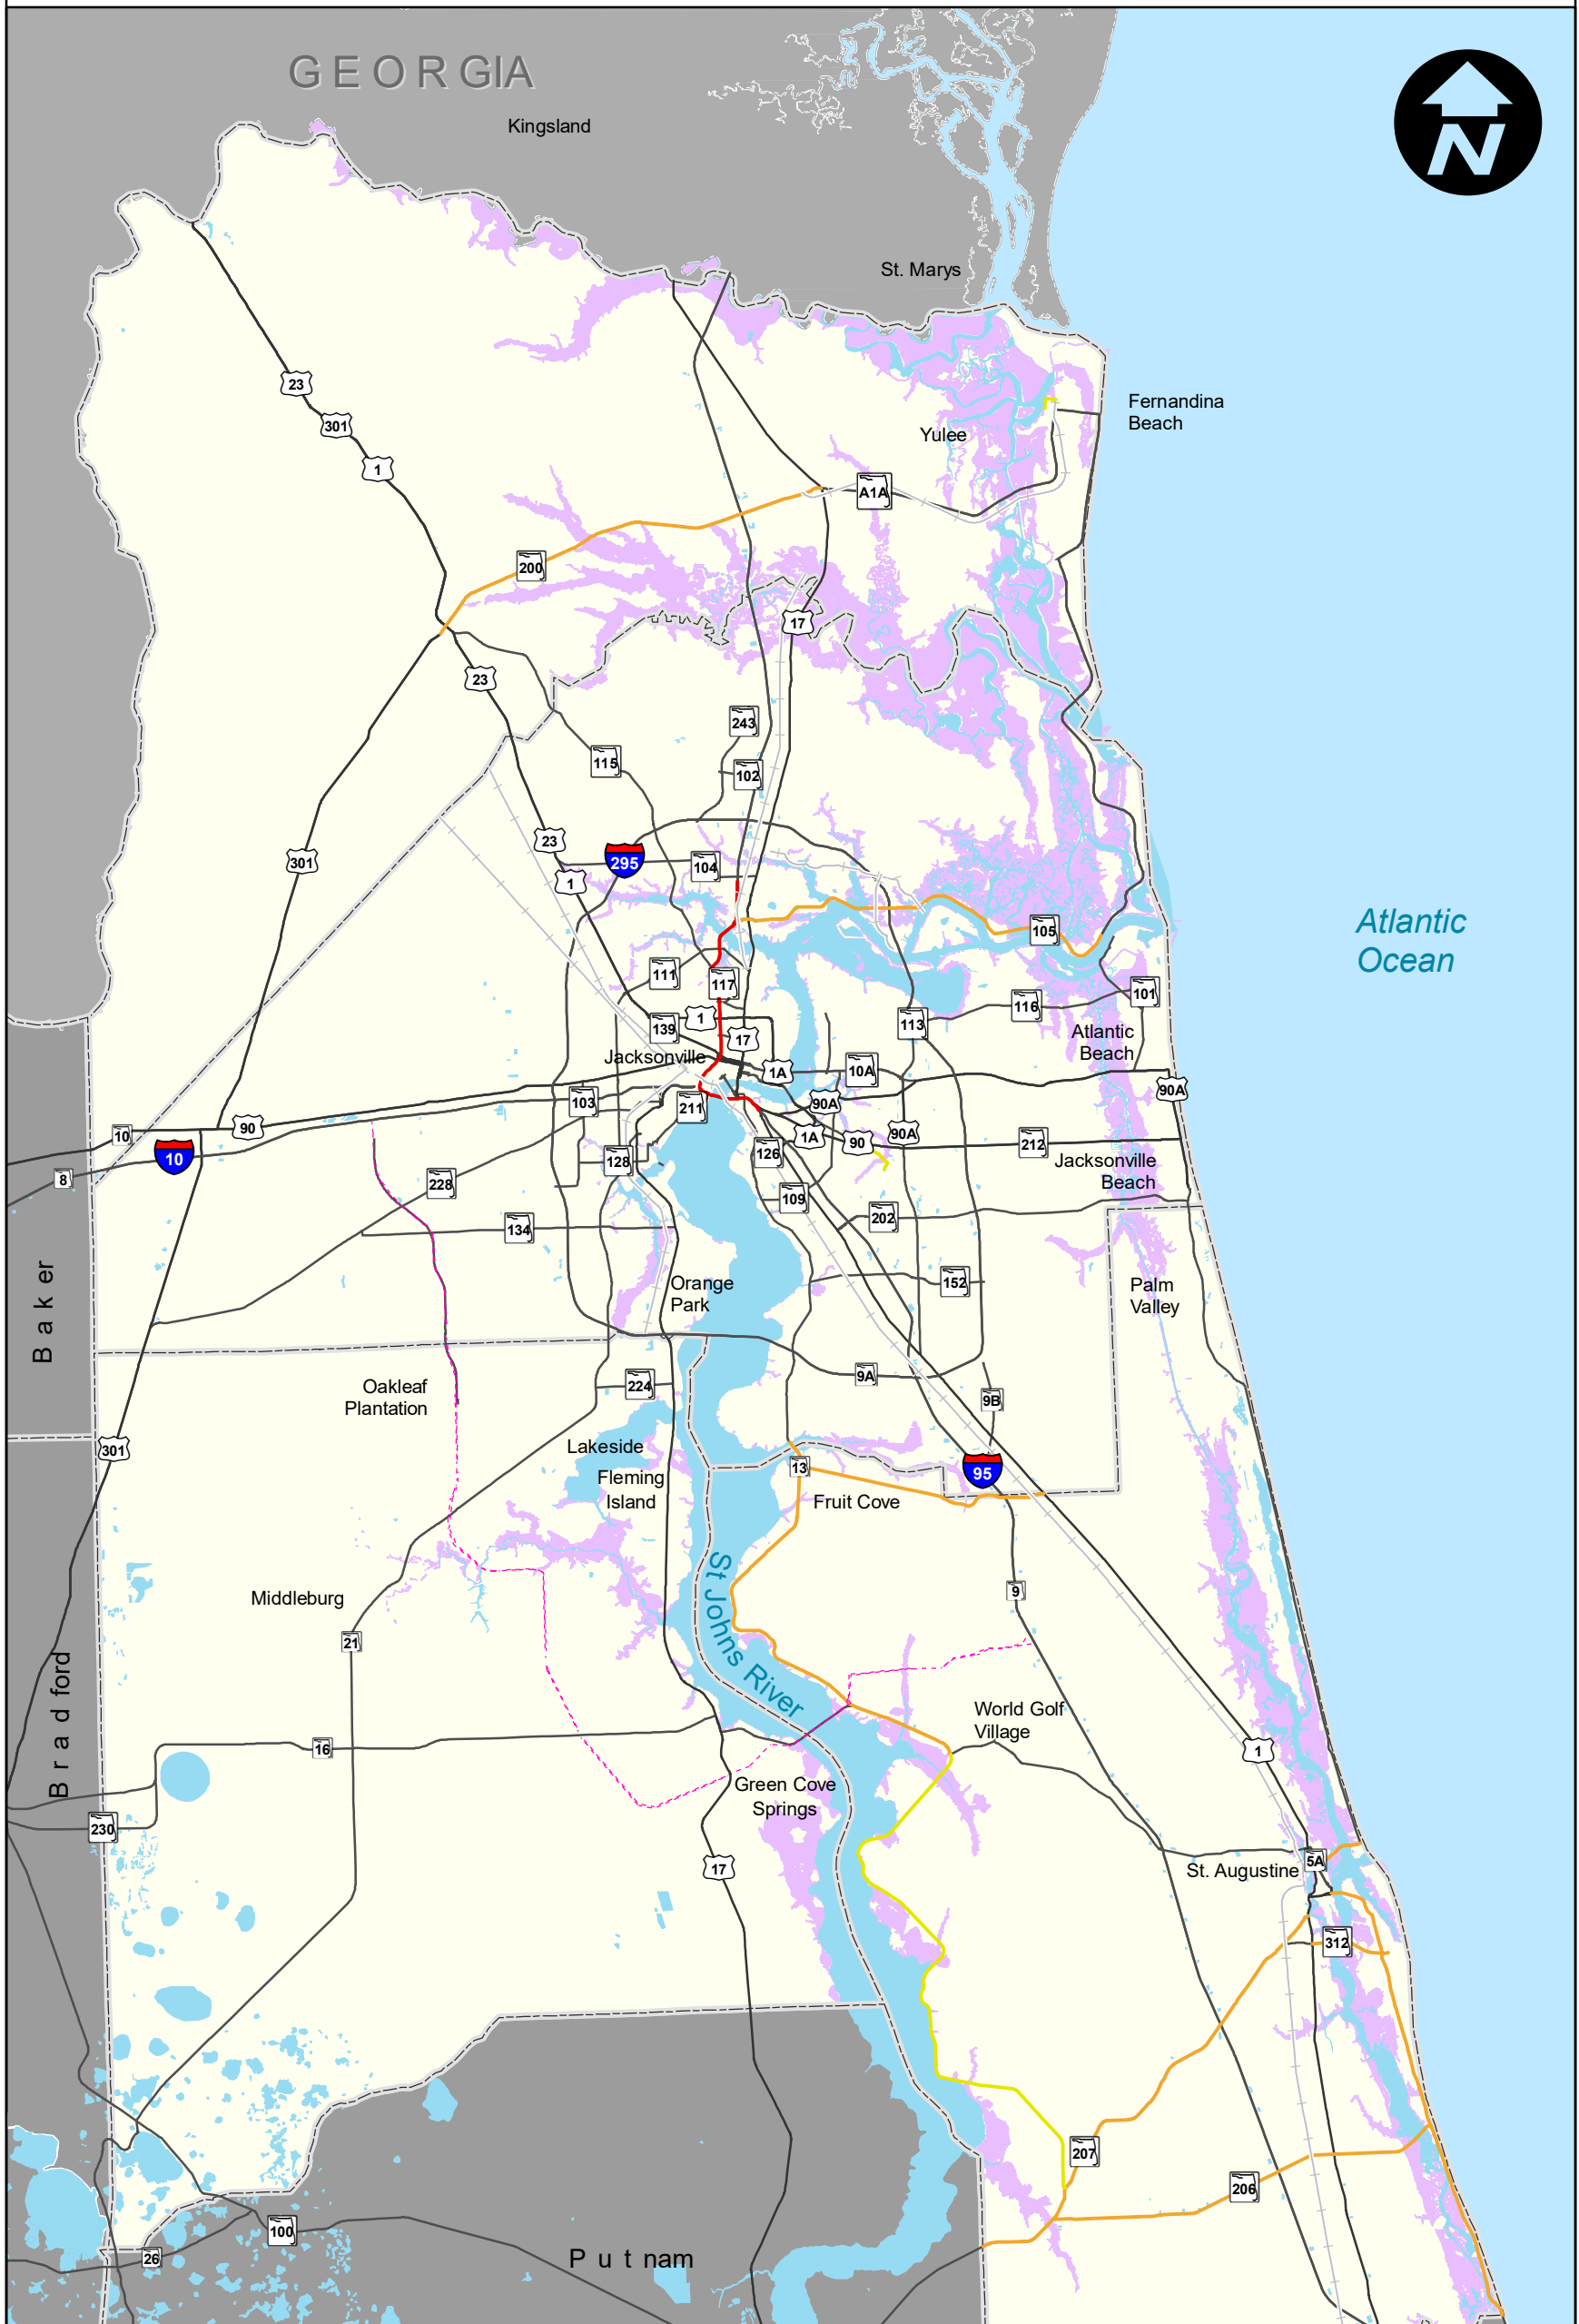 GEORGIA
Kingsland
N
St. Marys
23
Fernandina
Beach
301
Yulee
1
A1A
200
17
23
243
115
102
23
301
295
104
1
105
Atlantic
Ocean
111
117
101
116
1
113
139
17
Atlantic
Beach
Jacksonville
1A
10A
90A
103
211
90A
90
10
1A
90
90A
212
126
10
128
Jacksonville
Beach
8
228
109
202
134
Baker
Orange
Park
152
Palm
Valley
9A
Oakleaf
Plantation
224
9B
301
Lakeside
13
95
Fleming
Island
Fruit Cove
St Johns River
Middleburg
9
21
Bradford
World Golf
Village
16
1
Green Cove
Springs
230
5A
17
St. Augustine
312
207
206
100
26
Putnam